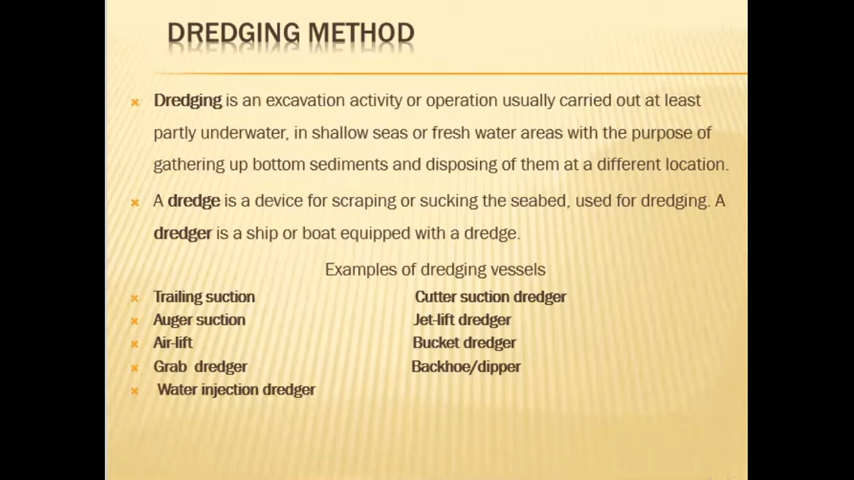 DREDGING METHOD
Dredging is an excavation activity or operation usually carried out at least
partly underwater, in shallow seas or fresh water areas with the purpose of
gathering up bottom sediments and disposing of them at a different location.
A dredge is a device for scraping or sucking the seabed, used for dredging. A
dredger is a ship or boat equipped with a dredge.
Examples of dredging vessels
Trailing suction Cutter suction dredger
Auger suction Jet-lift dredger
Air-lift Bucket dredger
Grab dredger Backhoe/dipper
Water injection dredger